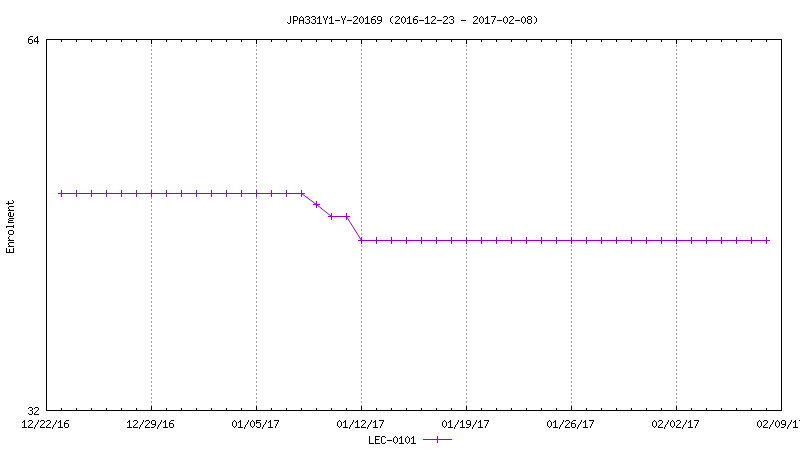 JPA331Y1-Y-20169 (2016-12-23 - 2017-02-08)
64
Enrolment
32
12/22/16 12/29/16 01/05/17 01/12/17 01/19/17 01/26/17 02/02/17 02/09/1
LEC-0101